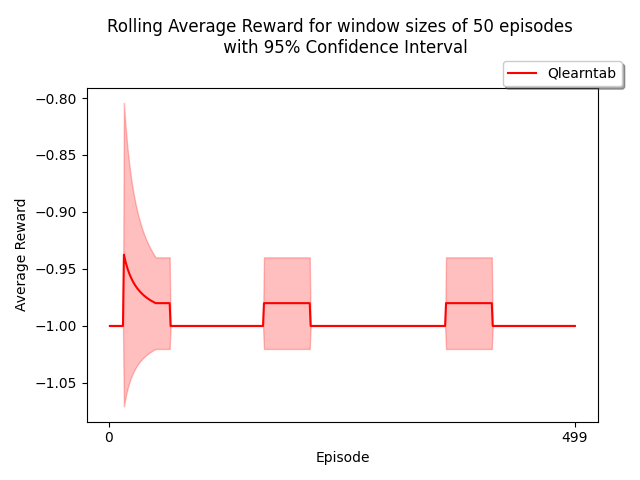 Rolling Average Reward for window sizes of 50 episodes
with 95% Confidence Interval
Qlearntab
−0.80
−0.85
−0.90
−0.95
−1.00
−1.05
Average Reward
0
499
Episode